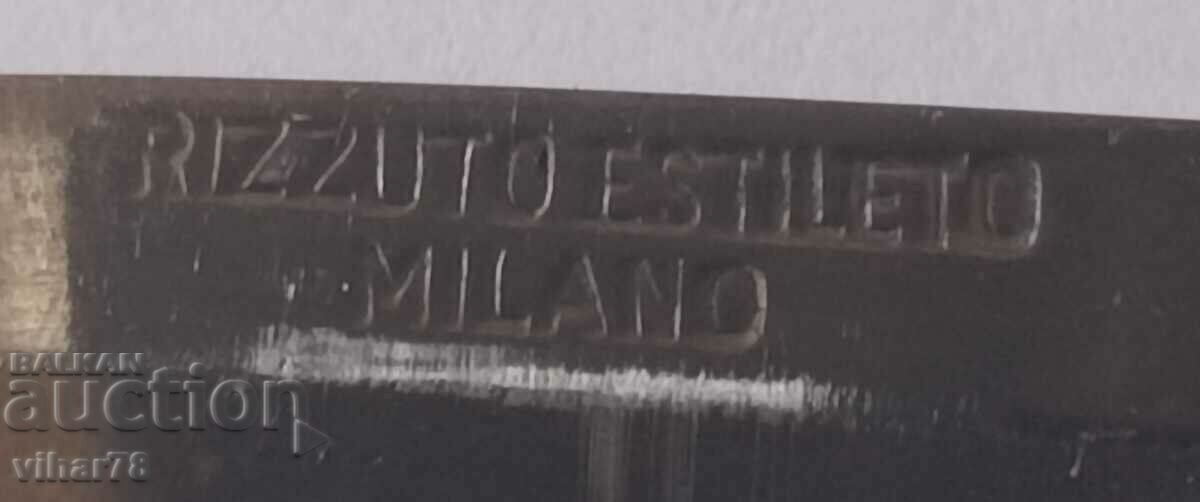 RIZZUTO ESTILETO
MILANO
BALKAN
auction
vihar78